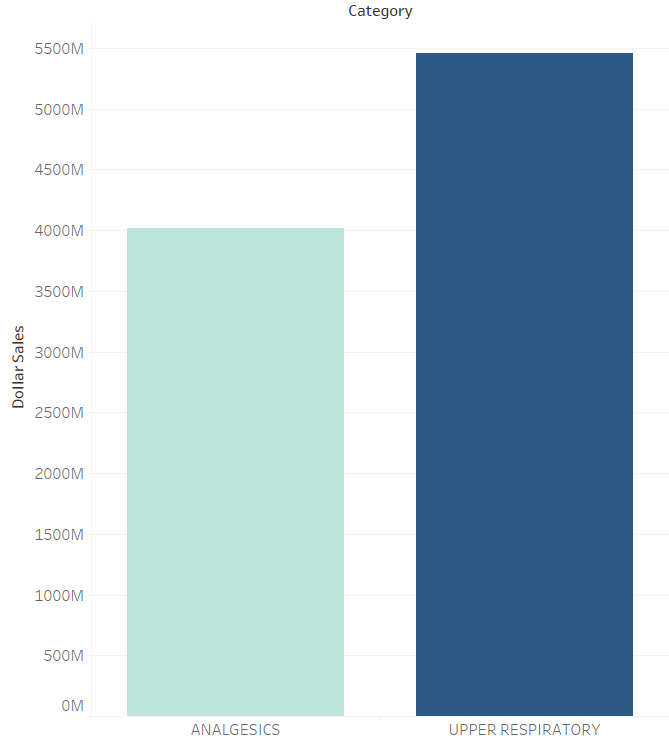 Category
5500M
5000M
4500M
4000M
3500M
3000M
2500M
2000M
1500M
1000M
500M
0M
Dollar Sales
ANALGESICS
UPPER RESPIRATORY